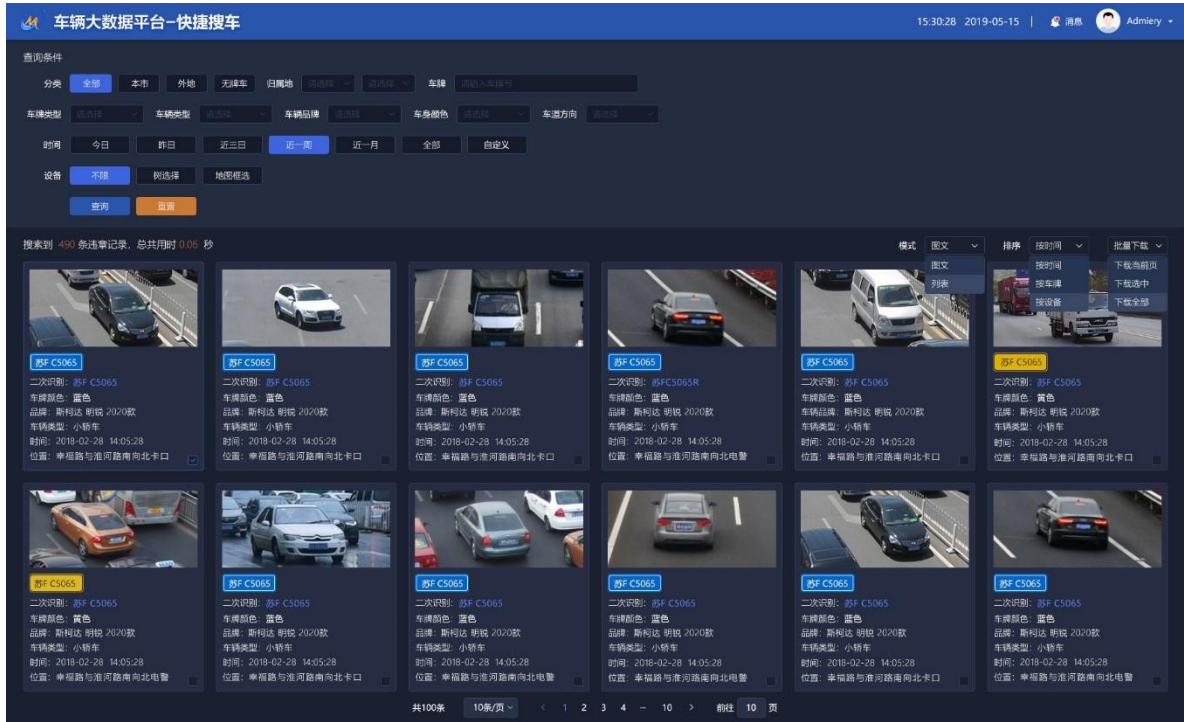 车辆大数据平台-快捷搜车 15:30:28 2019-05-15 | 消息 Admiery
查询条件
分类 全部 本市 外地 无牌车 归属地 请选择 请选择 车牌 请输入车牌号
车牌类型 请选择 车辆类型 请选择 车辆品牌 请选择 车身颜色 请选择 车道方向 请选择
时间 今日 昨日 近三日 近一周 近一月 全部 自定义
设备 不限 树选择 地图框选
查询 重置
搜索到 490 条违章记录, 总共用时 0.06 秒 模式 图文 排序 按时间 批量下载
图文 按时间 下载当前页
列表 按车牌 下载选中
按设备 下载全部
苏F C5065 苏F C5065 苏F C5065 苏F C5065 苏F C5065 苏F C5065
二次识别: 苏F C5065 二次识别: 苏F C5065 二次识别: 苏F C5065 二次识别: 苏FC5065R 二次识别: 苏F C5065 二次识别: 苏F C5065
车牌颜色: 蓝色 车牌颜色: 蓝色 车牌颜色: 蓝色 车牌颜色: 蓝色 车牌颜色: 蓝色 车牌颜色: 黄色
品牌: 斯柯达 明锐 2020款 品牌: 斯柯达 明锐 2020款 品牌: 斯柯达 明锐 2020款 品牌: 斯柯达 明锐 2020款 车辆品牌: 斯柯达 明锐 2020款 品牌: 斯柯达 明锐 2020款
车辆类型: 小轿车 车辆类型: 小轿车 车辆类型: 小轿车 车辆类型: 小轿车 车辆类型: 小轿车 车辆类型: 小轿车
时间: 2018-02-28 14:05:28 时间: 2018-02-28 14:05:28 时间: 2018-02-28 14:05:28 时间: 2018-02-28 14:05:28 时间: 2018-02-28 14:05:28 时间: 2018-02-28 14:05:28
位置: 幸福路与淮河路南向北卡口 位置: 幸福路与淮河路南向北卡口 位置: 幸福路与淮河路南向北卡口 位置: 幸福路与淮河路南向北电警 位置: 幸福路与淮河路南向北卡口 位置: 幸福路与淮河路南向北卡口
苏F C5065 苏F C5065 苏F C5065 苏F C5065 苏F C5065 苏F C5065
二次识别: 苏F C5065 二次识别: 苏F C5065 二次识别: 苏F C5065 二次识别: 苏F C5065 二次识别: 苏F C5065 二次识别: 苏F C5065
车牌颜色: 黄色 车牌颜色: 蓝色 车牌颜色: 蓝色 车牌颜色: 蓝色 车牌颜色: 蓝色 车牌颜色: 蓝色
品牌: 斯柯达 明锐 2020款 品牌: 斯柯达 明锐 2020款 品牌: 斯柯达 明锐 2020款 品牌: 斯柯达 明锐 2020款 品牌: 斯柯达 明锐 2020款 品牌: 斯柯达 明锐 2020款
车辆类型: 小轿车 车辆类型: 小轿车 车辆类型: 小轿车 车辆类型: 小轿车 车辆类型: 小轿车 车辆类型: 小轿车
时间: 2018-02-28 14:05:28 时间: 2018-02-28 14:05:28 时间: 2018-02-28 14:05:28 时间: 2018-02-28 14:05:28 时间: 2018-02-28 14:05:28 时间: 2018-02-28 14:05:28
位置: 幸福路与淮河路南向北电警 位置: 幸福路与淮河路南向北卡口 位置: 幸福路与淮河路南向北电警 位置: 幸福路与淮河路南向北电警 位置: 幸福路与淮河路南向北卡口 位置: 幸福路与淮河路南向北电警
共100条 10条/页 < 1 2 3 4 – 10 > 前往 10 页